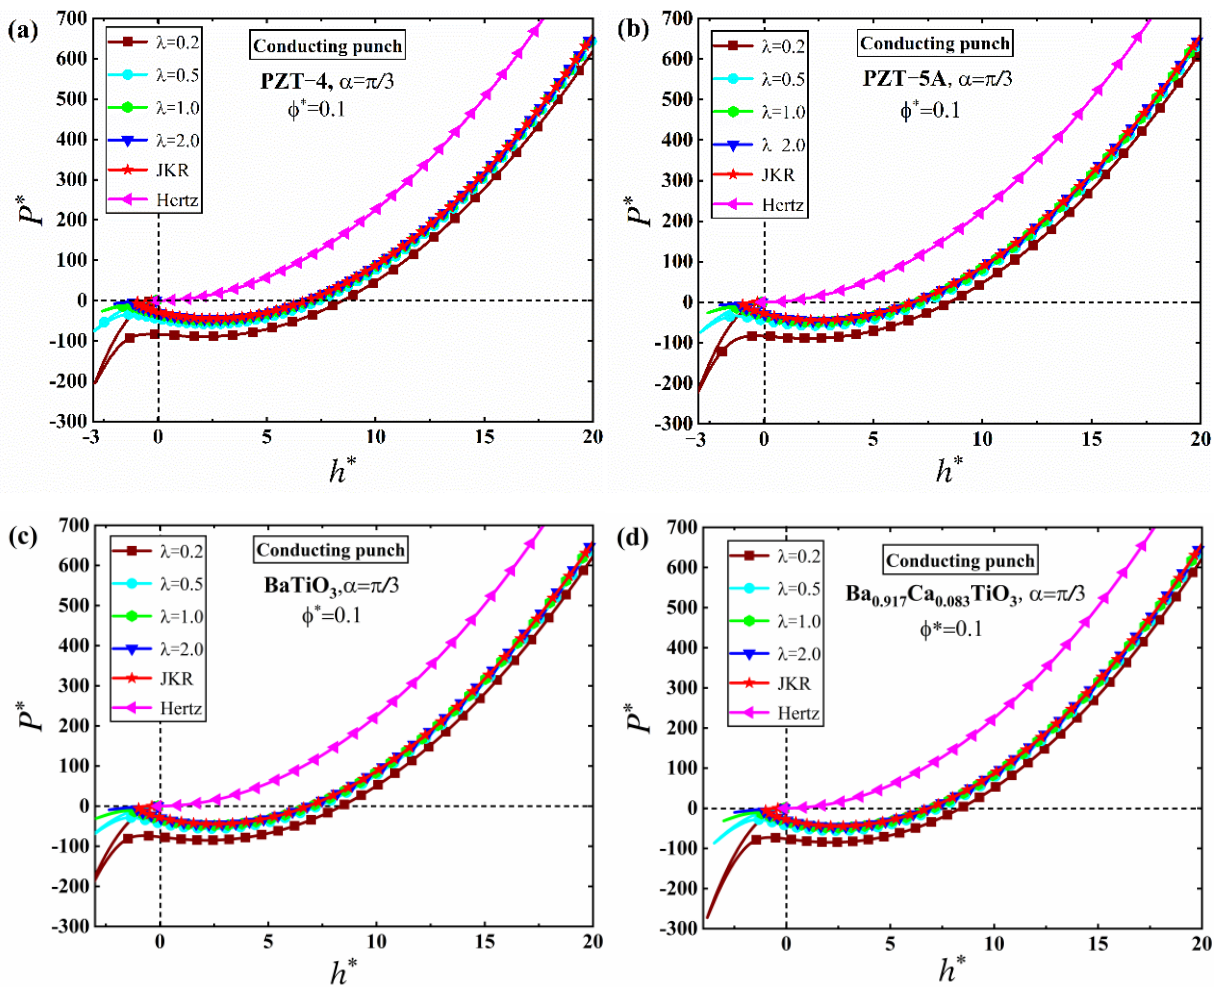 (a)
λ=0.2
λ=0.5
λ=1.0
λ=2.0
JKR
Hertz
Conducting punch
PZT−4, α=π/3
ϕ*=0.1
700
600
500
400
300
200
100
0
-100
-200
-300
P*
-3 0 5 10 15 20
h*
(b)
λ=0.2
λ=0.5
λ=1.0
λ 2.0
JKR
Hertz
Conducting punch
PZT−5A, α=π/3
ϕ*=0.1
700
600
500
400
300
200
100
0
-100
-200
-300
P*
−3 0 5 10 15 20
h*
(c)
λ=0.2
λ=0.5
λ=1.0
λ=2.0
JKR
Hertz
Conducting punch
BaTiO₃,α=π/3
ϕ*=0.1
700
600
500
400
300
200
100
0
-100
-200
-300
P*
0 5 10 15 20
h*
(d)
λ=0.2
λ=0.5
λ=1.0
λ=2.0
JKR
Hertz
Conducting punch
Ba₀.₉₁₇Ca₀.₀₈₃TiO₃, α=π/3
ϕ*=0.1
700
600
500
400
300
200
100
0
-100
-200
-300
P*
0 5 10 15 20
h*